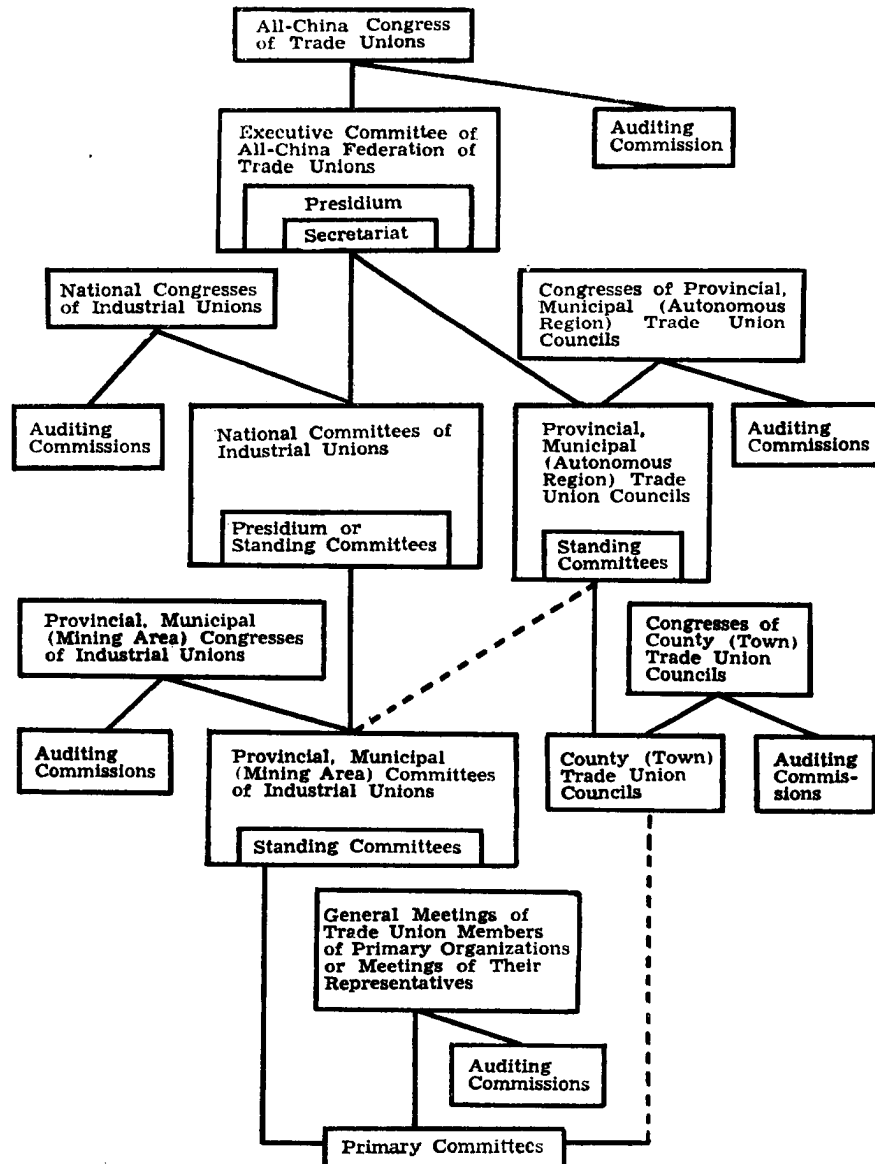 All-China Congress
of Trade Unions
Executive Committee of
All-China Federation of
Trade Unions
Presidium
Secretariat
Auditing
Commission
National Congresses
of Industrial Unions
Congresses of Provincial,
Municipal (Autonomous
Region) Trade Union
Councils
Auditing
Commissions
National Committees of
Industrial Unions
Presidium or
Standing Committees
Provincial,
Municipal
(Autonomous
Region) Trade
Union Councils
Standing
Committees
Auditing
Commissions
Provincial, Municipal
(Mining Area) Congresses
of Industrial Unions
Congresses of
County (Town)
Trade Union
Councils
Auditing
Commissions
Provincial, Municipal
(Mining Area) Committees
of Industrial Unions
Standing Committees
County (Town)
Trade Union
Councils
Auditing
Commis-
sions
General Meetings of
Trade Union Members
of Primary Organizations
or Meetings of Their
Representatives
Auditing
Commissions
Primary Committees